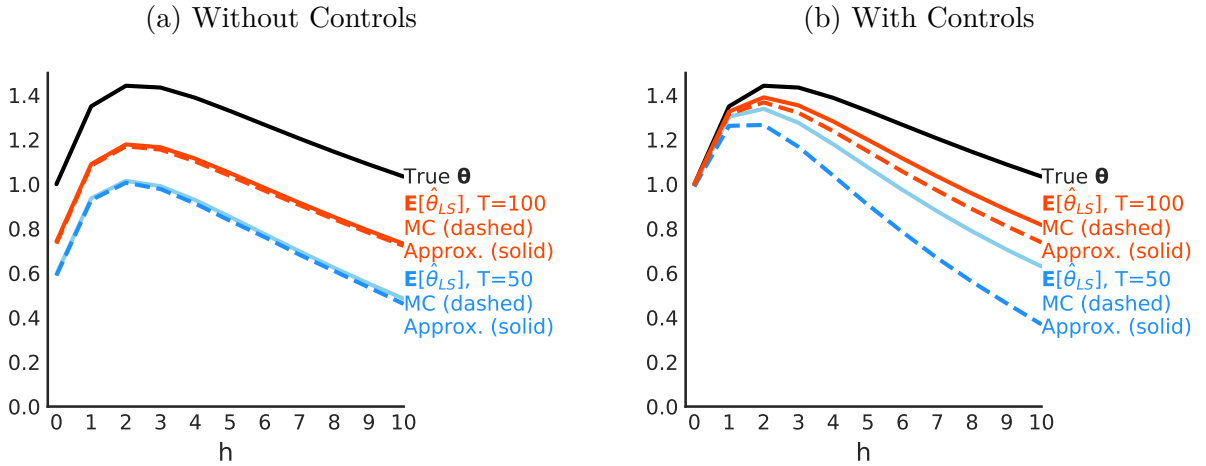 (a) Without Controls
1.4
1.2
1.0
0.8
0.6
0.4
0.2
0.0
0 1 2 3 4 5 6 7 8 9 10
h
True θ
E[θ̂_LS], T=100
MC (dashed)
Approx. (solid)
E[θ̂_LS], T=50
MC (dashed)
Approx. (solid)
(b) With Controls
1.4
1.2
1.0
0.8
0.6
0.4
0.2
0.0
0 1 2 3 4 5 6 7 8 9 10
h
True θ
E[θ̂_LS], T=100
MC (dashed)
Approx. (solid)
E[θ̂_LS], T=50
MC (dashed)
Approx. (solid)